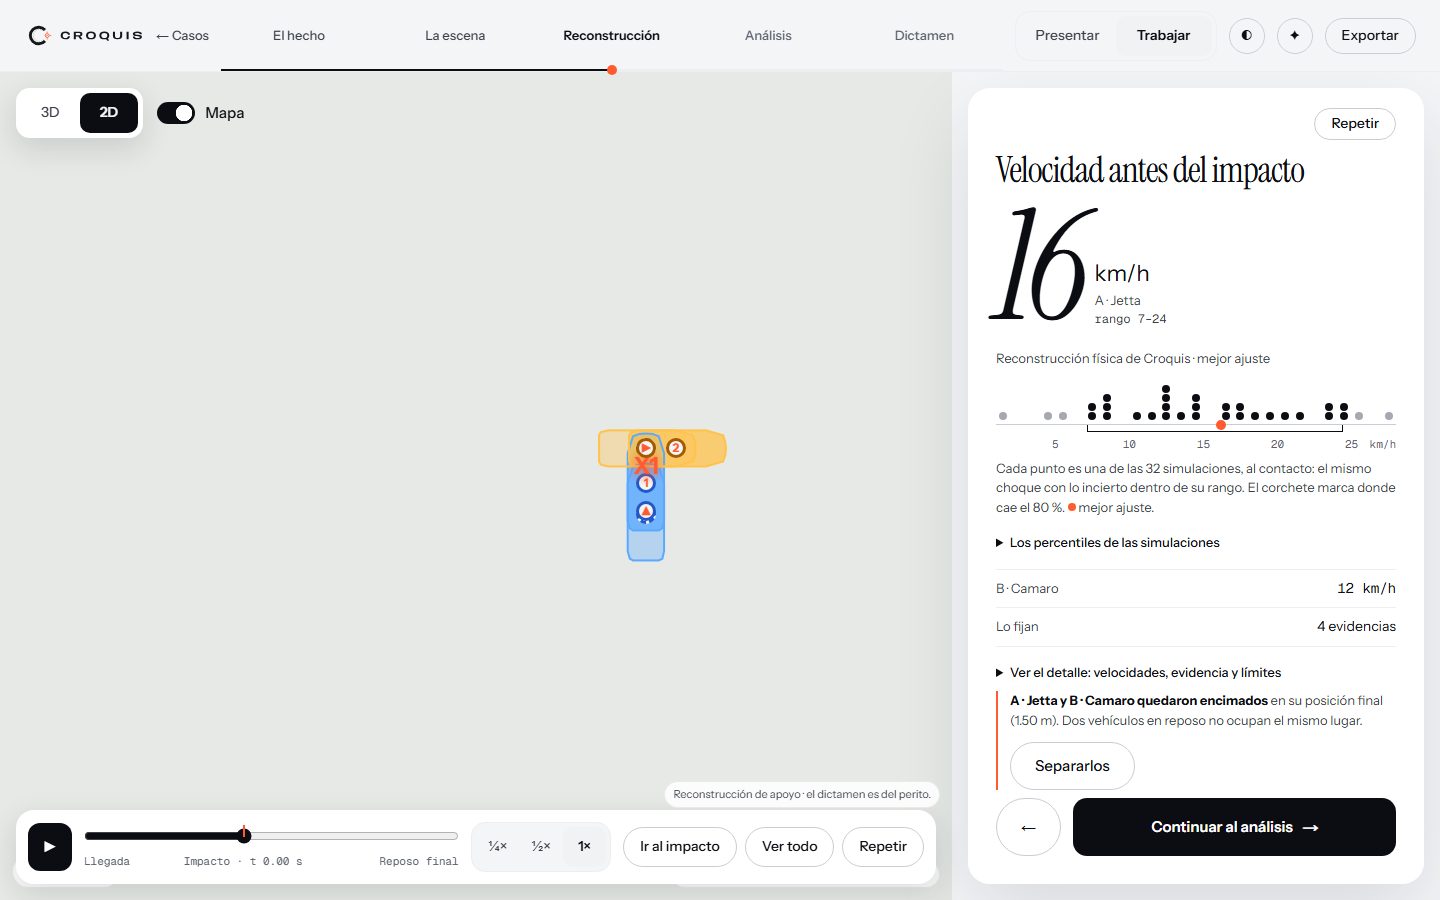 CROQUIS
← Casos
El hecho
La escena
Reconstrucción
Análisis
Dictamen
Presentar
Trabajar
Exportar
3D
2D
Mapa
Repetir
Velocidad antes del impacto
16
km/h
A · Jetta
rango 7–24
Reconstrucción física de Croquis · mejor ajuste
5 10 15 20 25 km/h
Cada punto es una de las 32 simulaciones, al contacto: el mismo
choque con lo incierto dentro de su rango. El corchete marca donde
cae el 80 %. mejor ajuste.
Los percentiles de las simulaciones
B · Camaro 12 km/h
Lo fijan 4 evidencias
Ver el detalle: velocidades, evidencia y límites
A · Jetta y B · Camaro quedaron encimados en su posición final
(1.50 m). Dos vehículos en reposo no ocupan el mismo lugar.
Separarlos
←
Continuar al análisis →
2
X1
1
Reconstrucción de apoyo · el dictamen es del perito.
Llegada
Impacto · t 0.00 s
Reposo final
¼×
½×
1×
Ir al impacto
Ver todo
Repetir